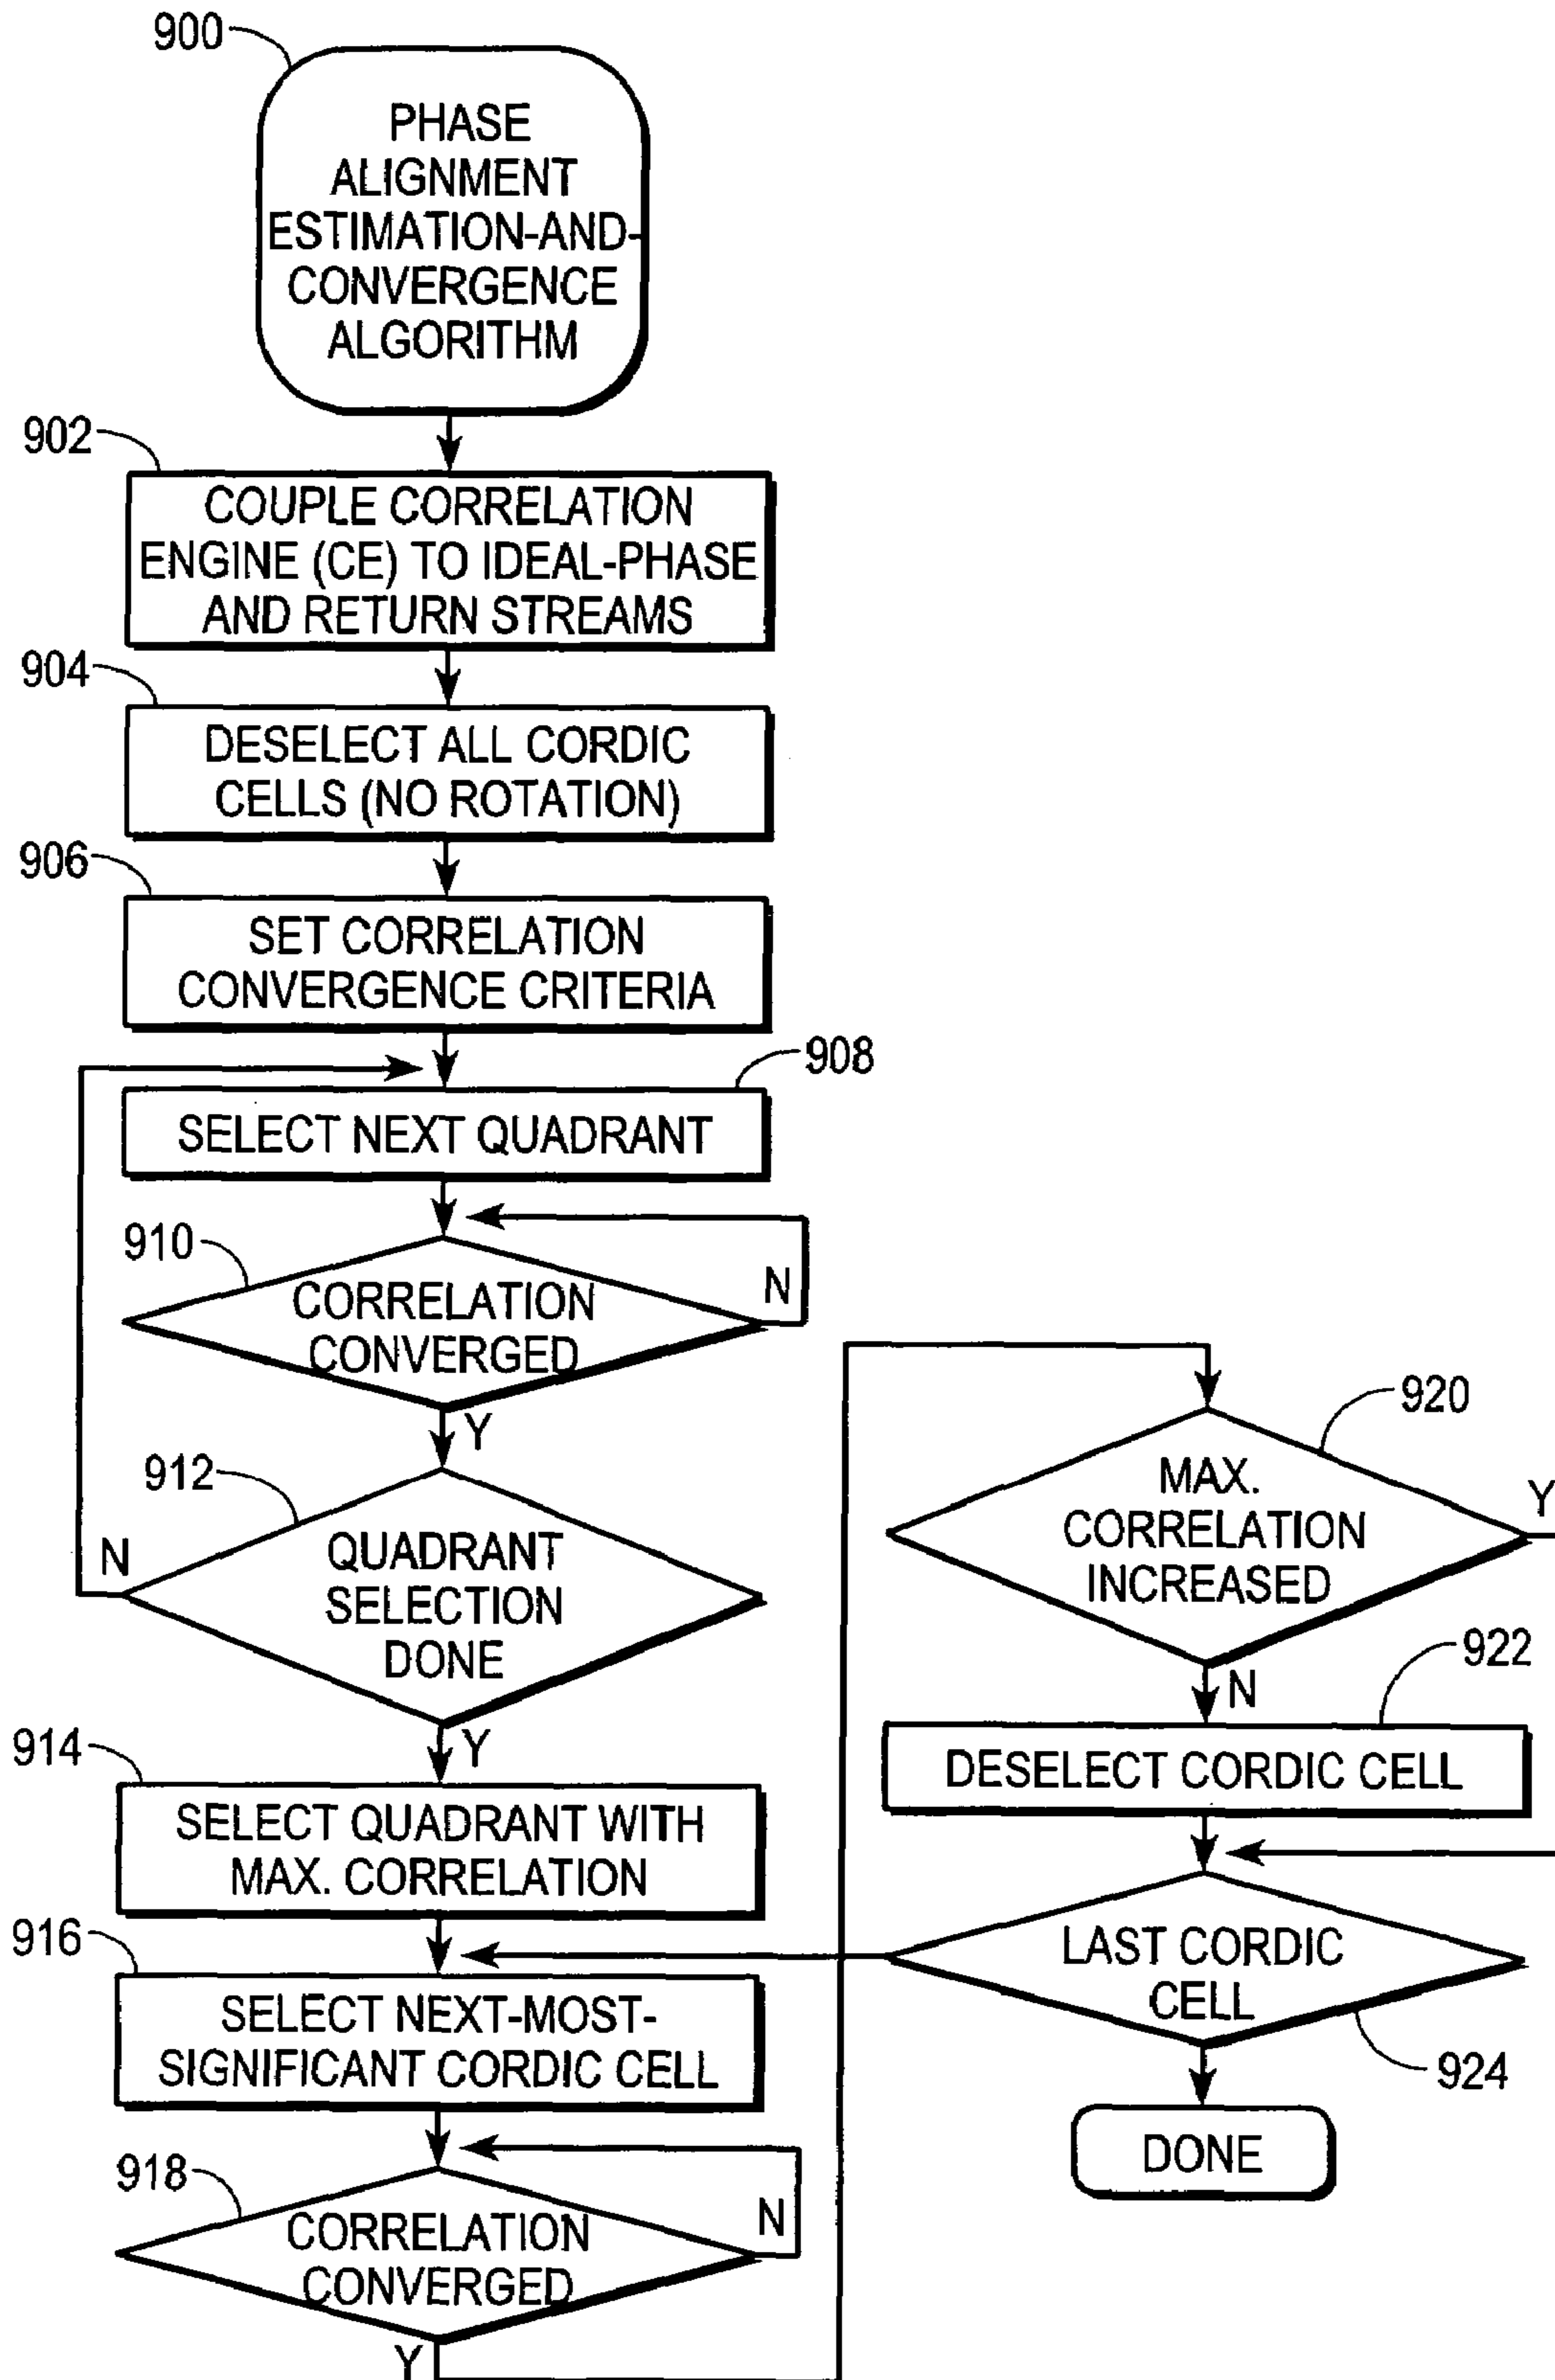 900
PHASE
ALIGNMENT
ESTIMATION-AND-
CONVERGENCE
ALGORITHM
902
COUPLE CORRELATION
ENGINE (CE) TO IDEAL-PHASE
AND RETURN STREAMS
904
DESELECT ALL CORDIC
CELLS (NO ROTATION)
906
SET CORRELATION
CONVERGENCE CRITERIA
908
SELECT NEXT QUADRANT
910
CORRELATION
CONVERGED
N
Y
912
QUADRANT
SELECTION
DONE
N
Y
914
SELECT QUADRANT WITH
MAX. CORRELATION
916
SELECT NEXT-MOST-
SIGNIFICANT CORDIC CELL
918
CORRELATION
CONVERGED
N
Y
920
MAX.
CORRELATION
INCREASED
Y
N
922
DESELECT CORDIC CELL
LAST CORDIC
CELL
924
DONE